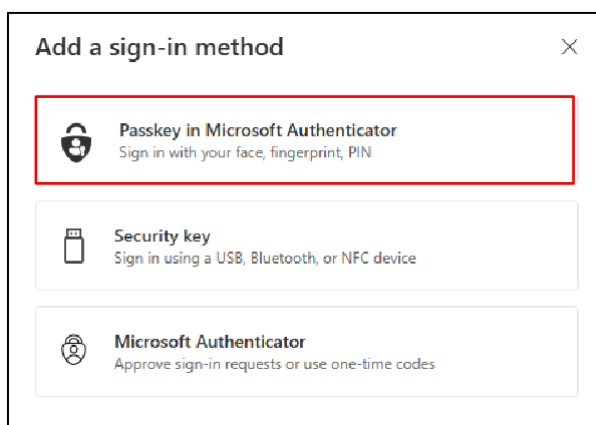 Add a sign-in method
Passkey in Microsoft Authenticator
Sign in with your face, fingerprint, PIN
Security key
Sign in using a USB, Bluetooth, or NFC device
Microsoft Authenticator
Approve sign-in requests or use one-time codes